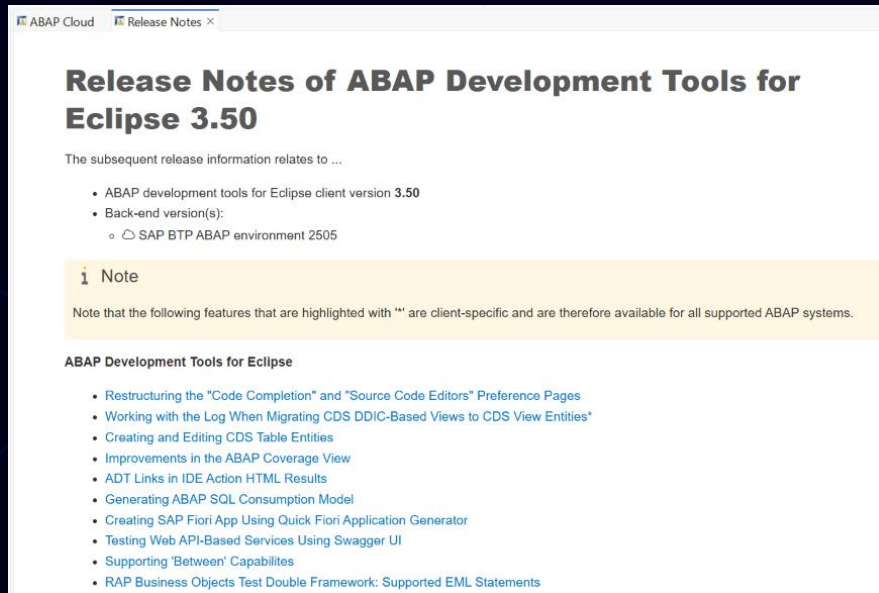 ABAP Cloud Release Notes ×
Release Notes of ABAP Development Tools for
Eclipse 3.50
The subsequent release information relates to ...
• ABAP development tools for Eclipse client version 3.50
• Back-end version(s):
○ SAP BTP ABAP environment 2505
i Note
Note that the following features that are highlighted with '*' are client-specific and are therefore available for all supported ABAP systems.
ABAP Development Tools for Eclipse
• Restructuring the "Code Completion" and "Source Code Editors" Preference Pages
• Working with the Log When Migrating CDS DDIC-Based Views to CDS View Entities*
• Creating and Editing CDS Table Entities
• Improvements in the ABAP Coverage View
• ADT Links in IDE Action HTML Results
• Generating ABAP SQL Consumption Model
• Creating SAP Fiori App Using Quick Fiori Application Generator
• Testing Web API-Based Services Using Swagger UI
• Supporting 'Between' Capabilites
• RAP Business Objects Test Double Framework: Supported EML Statements